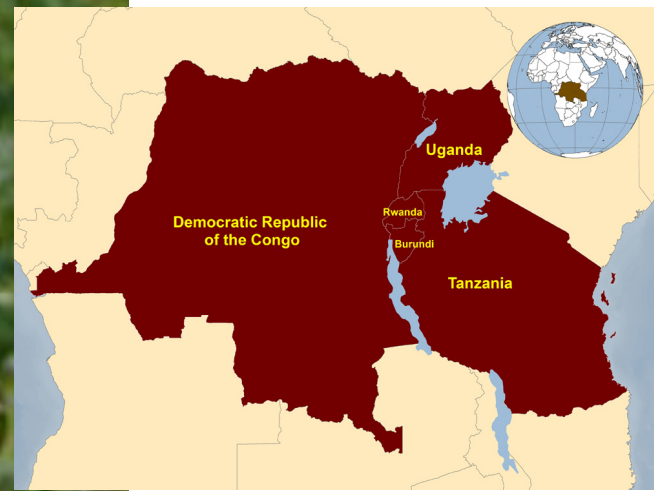 Uganda
Rwanda
Democratic Republic
of the Congo
Burundi
Tanzania